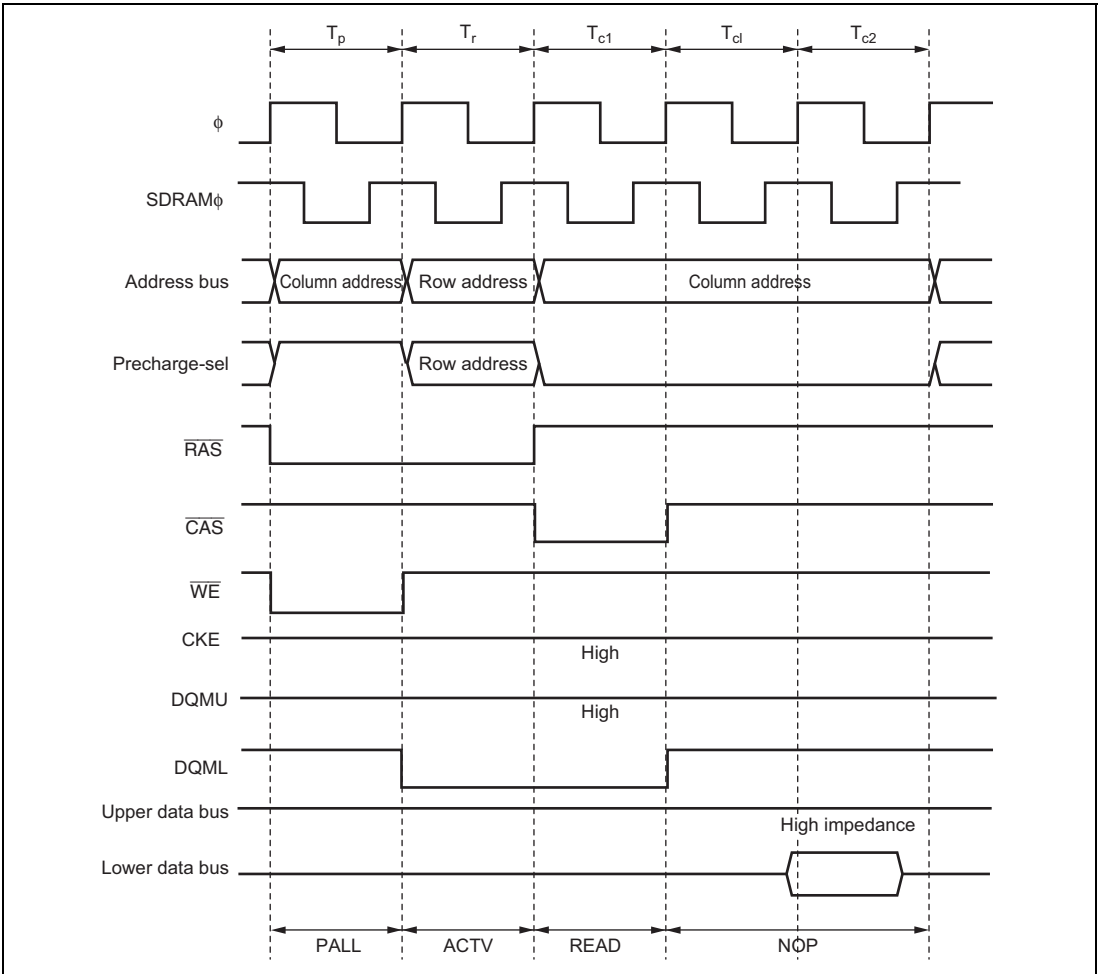 Tp Tr Tc1 Tcl Tc2
ϕ
SDRAMϕ
Address bus Column address Row address Column address
Precharge-sel Row address
RAS
CAS
WE
CKE
High
DQMU
High
DQML
Upper data bus
High impedance
Lower data bus
PALL ACTV READ NOP